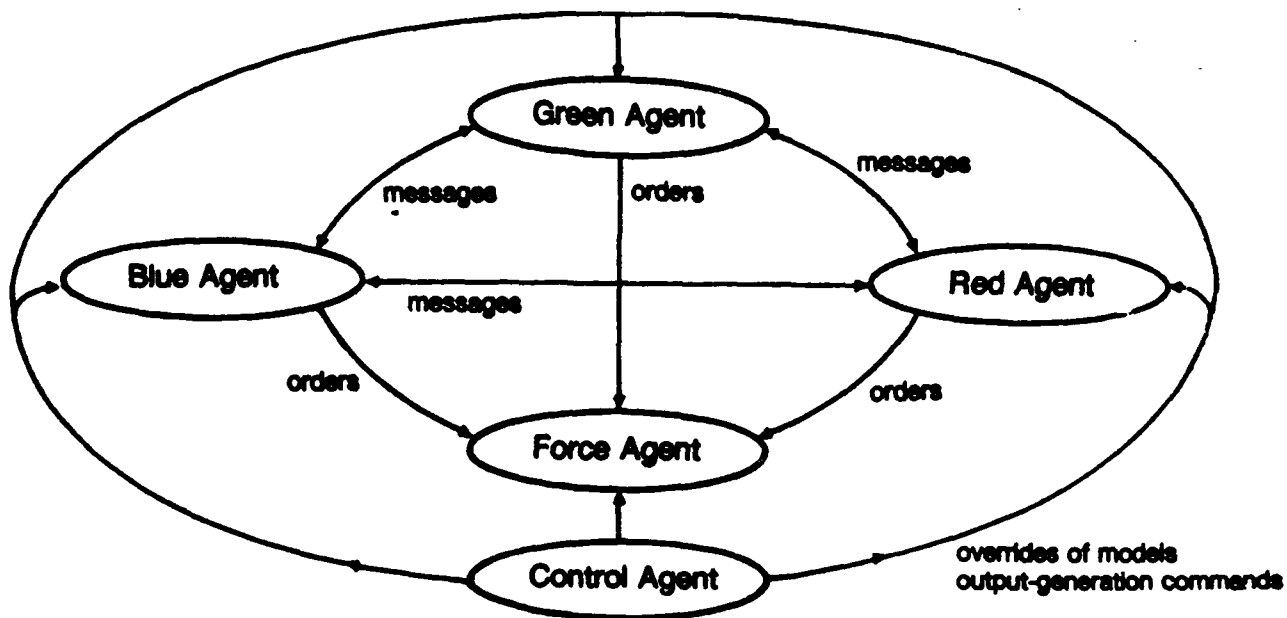 Green Agent
messages
messages
orders
Blue Agent
Red Agent
messages
orders
orders
Force Agent
Control Agent
overrides of models
output-generation commands